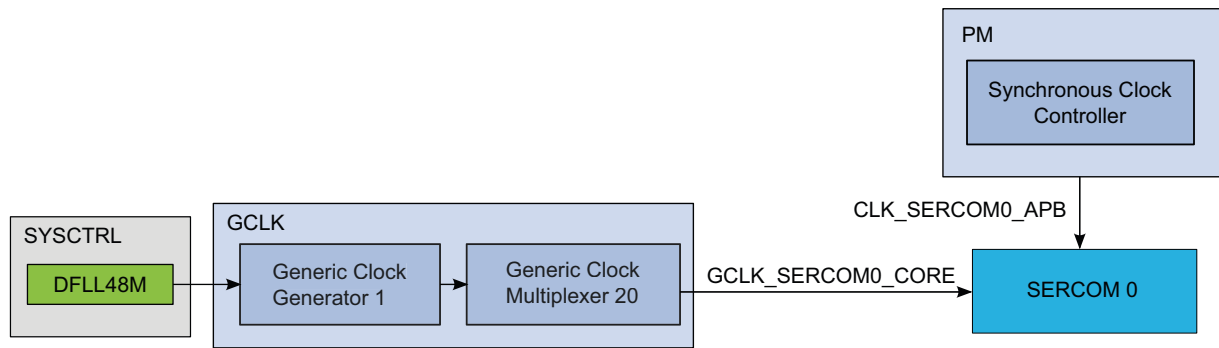 PM
Synchronous Clock
Controller
CLK_SERCOM0_APB
SYSCTRL
DFLL48M
GCLK
Generic Clock
Generator 1
Generic Clock
Multiplexer 20
GCLK_SERCOM0_CORE
SERCOM 0